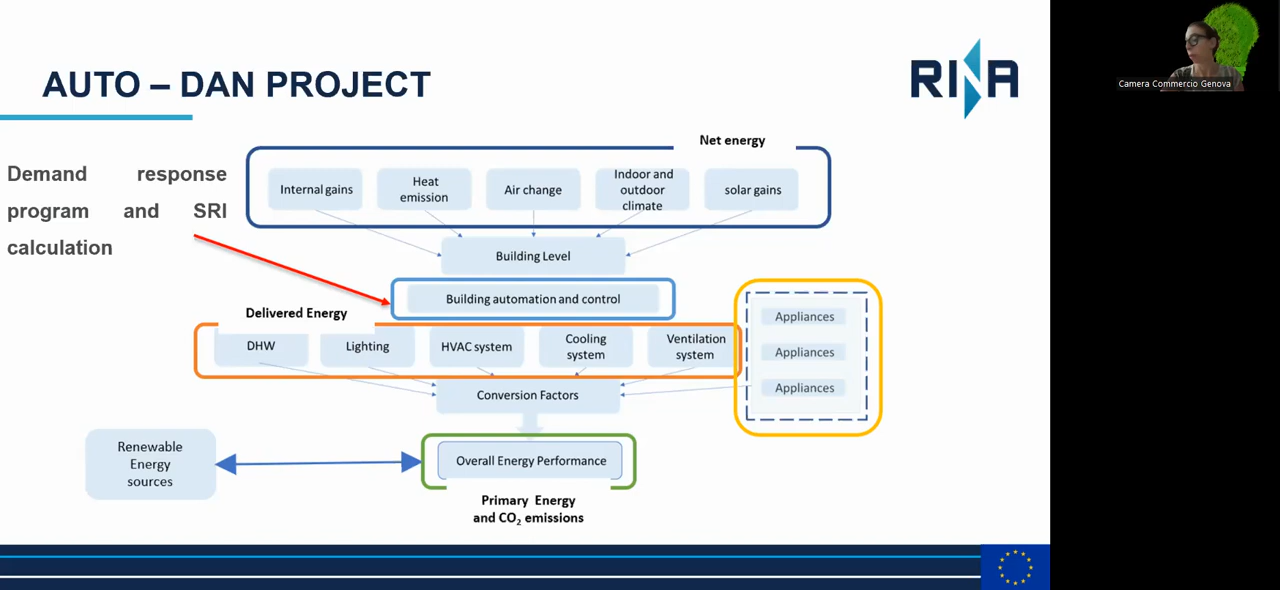 AUTO – DAN PROJECT
RINA
Camera Commercio Genova
Demand response
program and SRI
calculation
Net energy
Internal gains
Heat
emission
Air change
Indoor and
outdoor
climate
solar gains
Building Level
Building automation and control
Delivered Energy
DHW
Lighting
HVAC system
Cooling
system
Ventilation
system
Appliances
Appliances
Appliances
Conversion Factors
Renewable
Energy
sources
Overall Energy Performance
Primary Energy
and CO₂ emissions